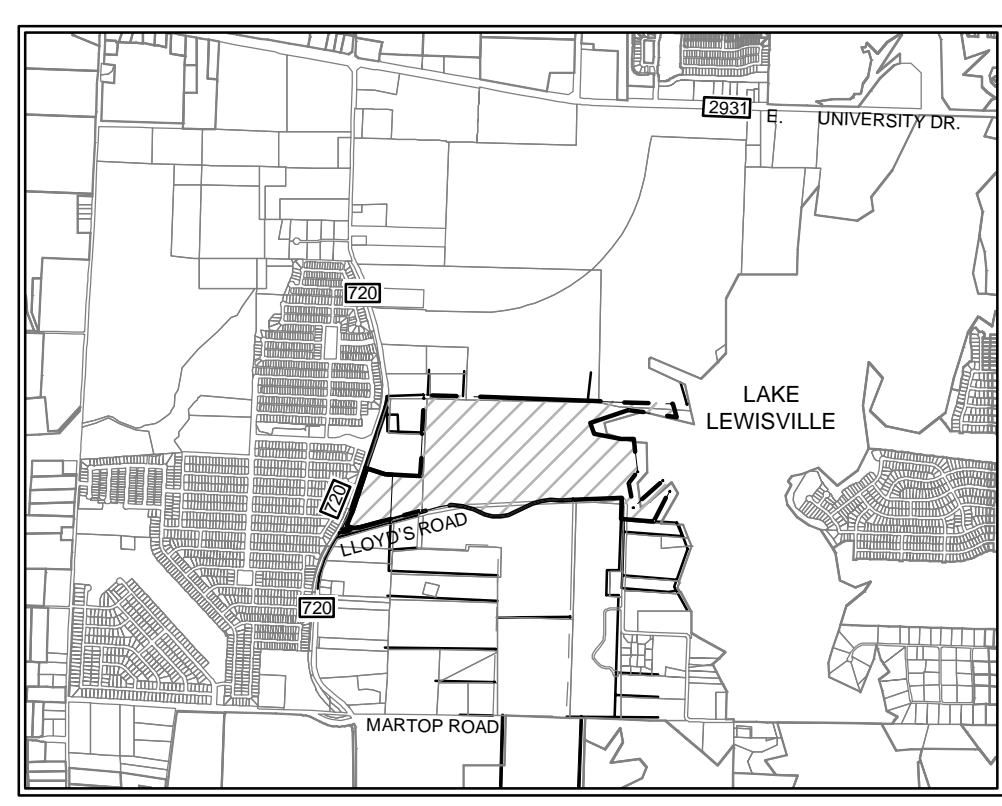 2931 E. UNIVERSITY DR.
720
LAKE
LEWISVILLE
720
LLOYD'S ROAD
720
MARTOP ROAD